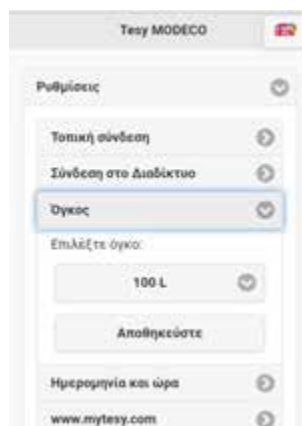 Tesy MODECO
Ρυθμίσεις
Τοπική σύνδεση
Σύνδεση στο Διαδίκτυο
Όγκος
Επιλέξτε όγκο:
100 L
Αποθηκεύστε
Ημερομηνία και ώρα
www.mytesy.com